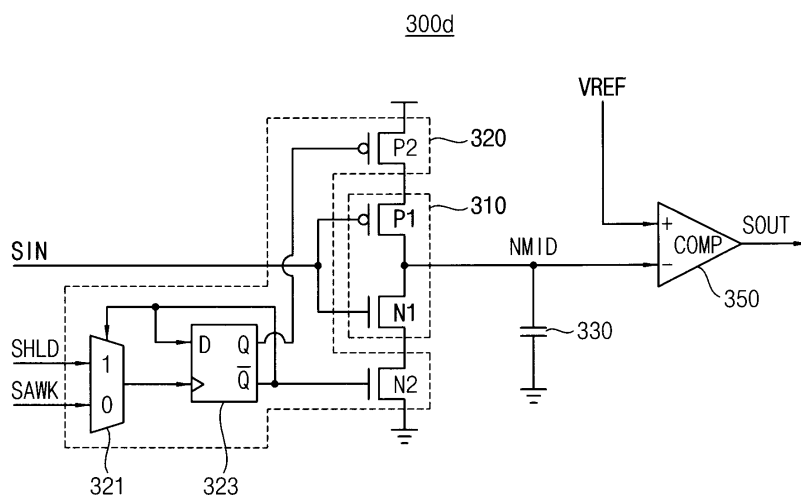 300d
VREF
P2
320
P1
310
SIN
NMID
+
COMP
SOUT
−
350
N1
330
D
Q
SHLD
1
Q̅
N2
SAWK
0
321
323